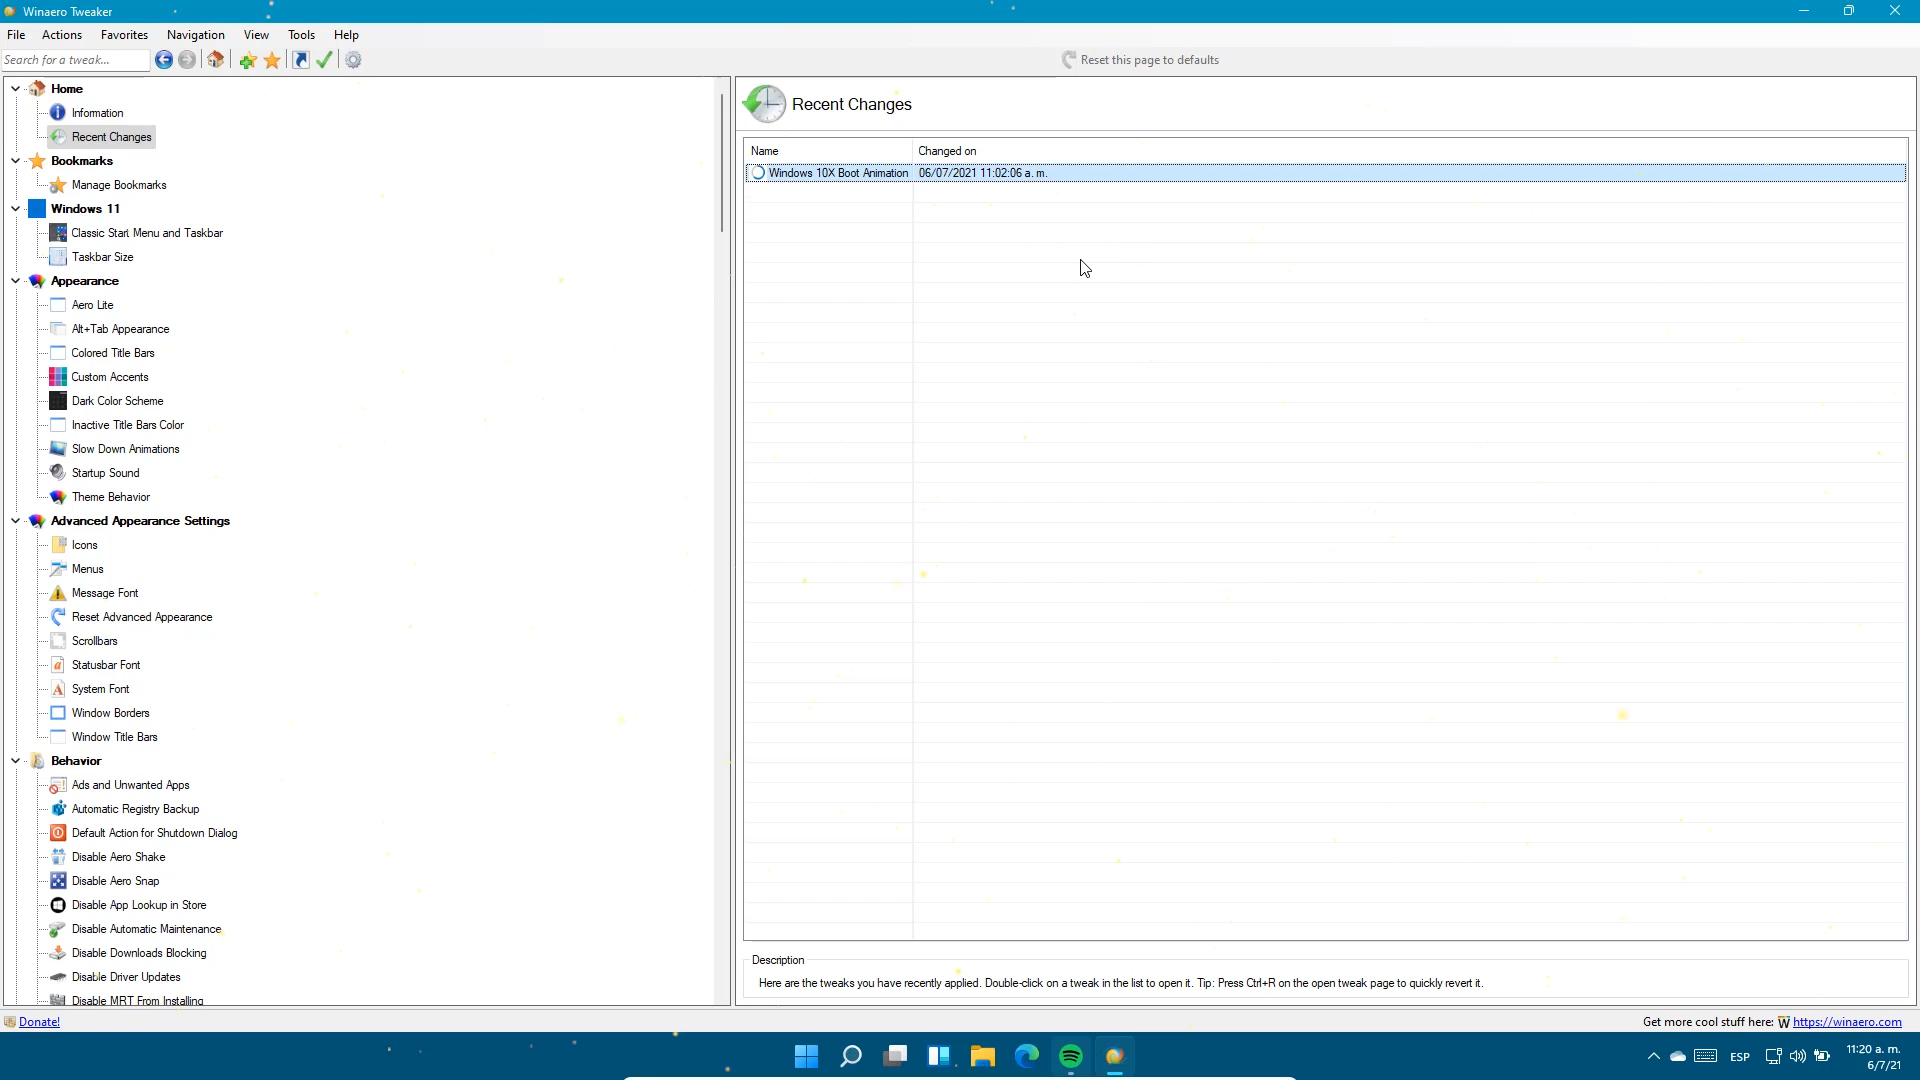 Winaero Tweaker
File Actions Favorites Navigation View Tools Help
Search for a tweak...
Reset this page to defaults
Home
Information
Recent Changes
Bookmarks
Manage Bookmarks
Windows 11
Classic Start Menu and Taskbar
Taskbar Size
Appearance
Aero Lite
Alt+Tab Appearance
Colored Title Bars
Custom Accents
Dark Color Scheme
Inactive Title Bars Color
Slow Down Animations
Startup Sound
Theme Behavior
Advanced Appearance Settings
Icons
Menus
Message Font
Reset Advanced Appearance
Scrollbars
Statusbar Font
System Font
Window Borders
Window Title Bars
Behavior
Ads and Unwanted Apps
Automatic Registry Backup
Default Action for Shutdown Dialog
Disable Aero Shake
Disable Aero Snap
Disable App Lookup in Store
Disable Automatic Maintenance
Disable Downloads Blocking
Disable Driver Updates
Disable MRT From Installing
Recent Changes
Name Changed on
Windows 10X Boot Animation 06/07/2021 11:02:06 a. m.
Description
Here are the tweaks you have recently applied. Double-click on a tweak in the list to open it. Tip: Press Ctrl+R on the open tweak page to quickly revert it.
Donate!
Get more cool stuff here: W https://winaero.com
ESP
11:20 a. m.
6/7/21